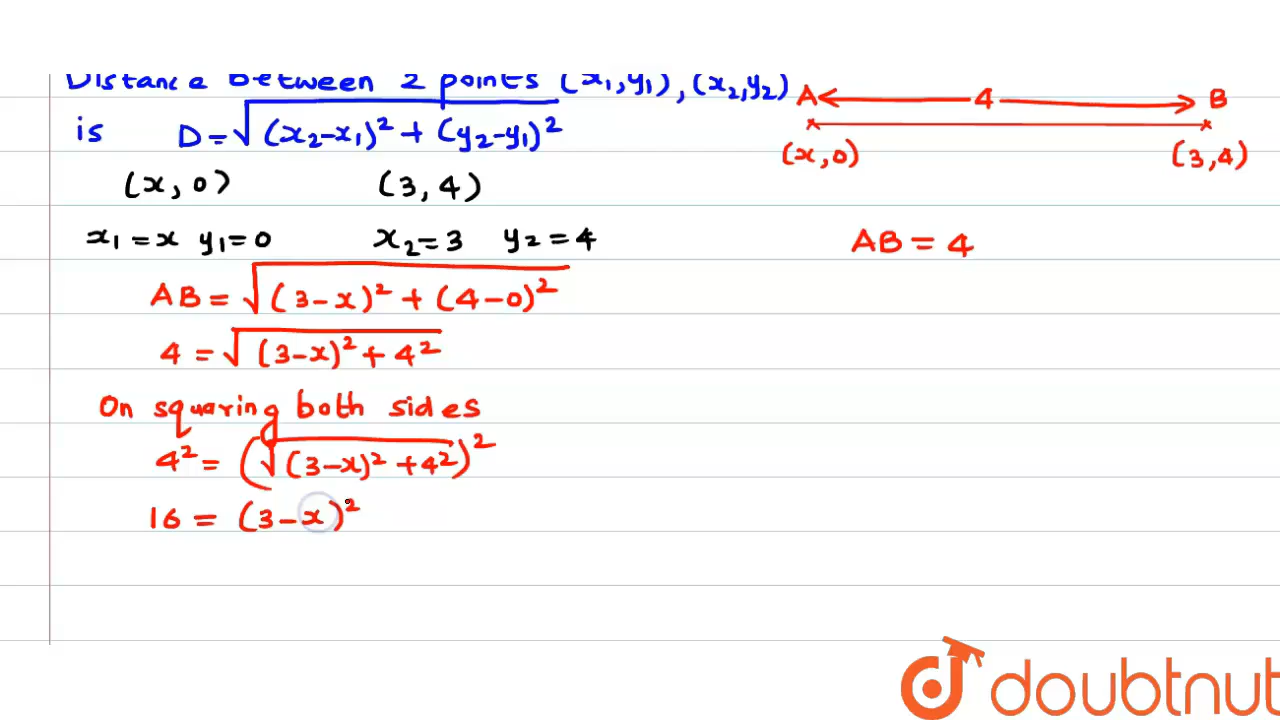 Distance between 2 points (x₁,y₁), (x₂,y₂)
is D=√(x₂-x₁)²+(y₂-y₁)²
A 4 B
(x,0) (3,4)
(x,0) (3,4)
x₁=x y₁=0 x₂=3 y₂=4
AB = 4
AB=√(3-x)²+(4-0)²
4=√(3-x)²+4²
On squaring both sides
4²=(√(3-x)²+4²)²
16=(3-x)²
doubtnut